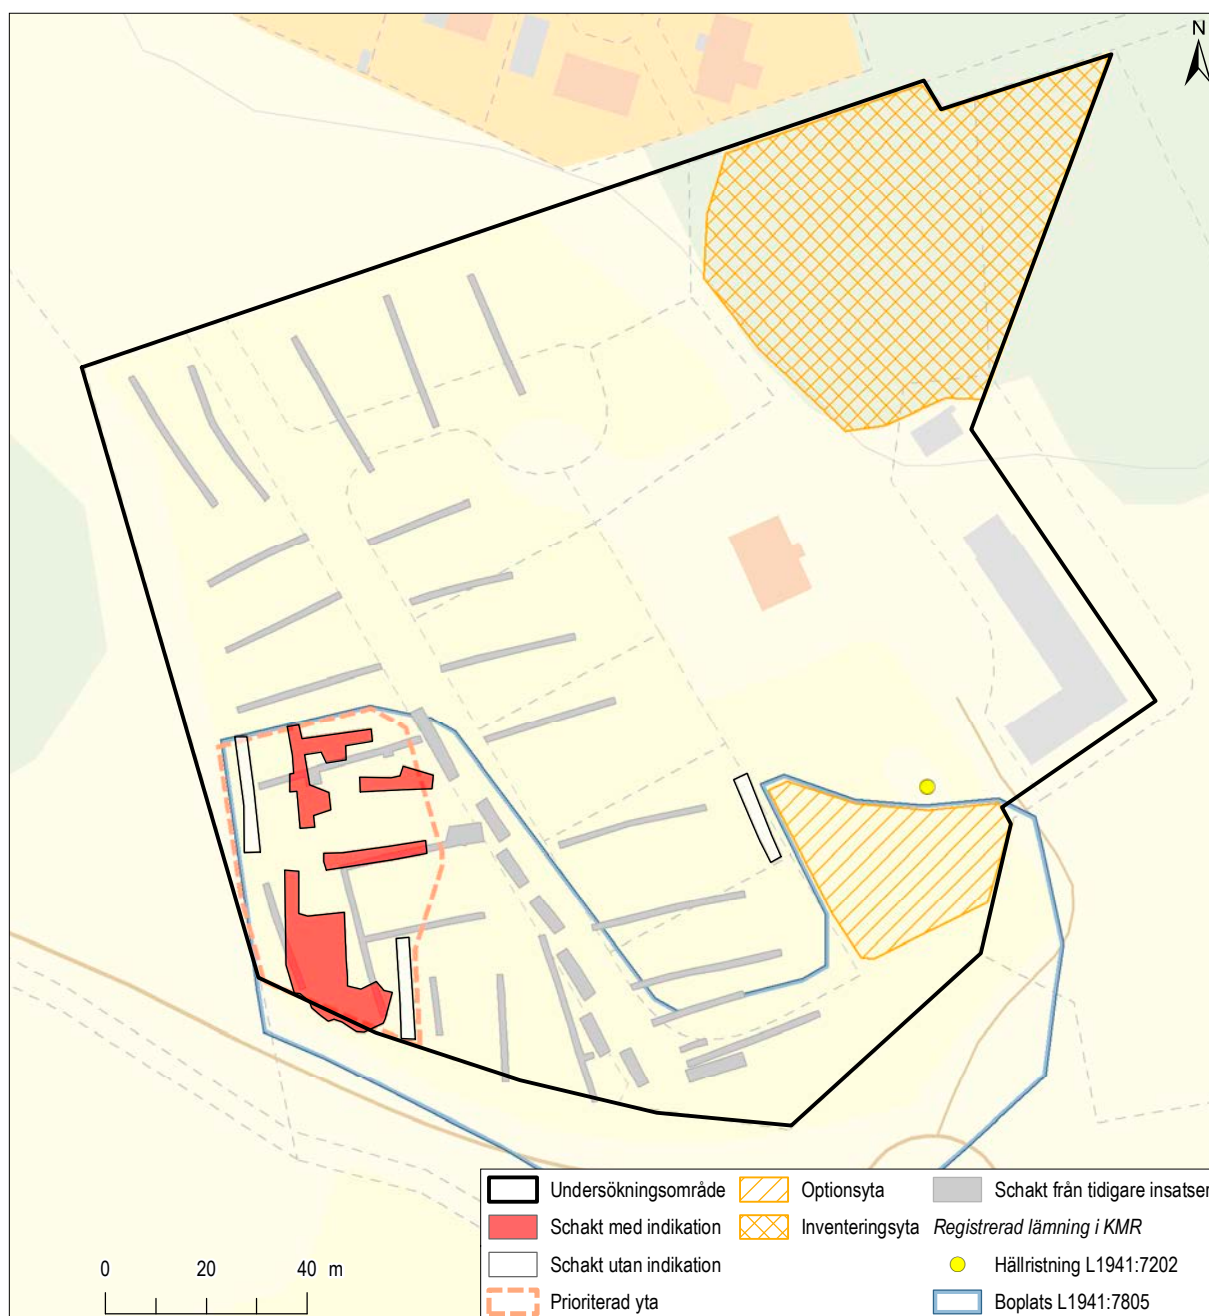 N
Undersökningsområde
Schakt med indikation
Schakt utan indikation
Prioriterad yta
Optionsyta
Inventeringsyta
Schakt från tidigare insatser
Registrerad lämning i KMR
Hällristning L1941:7202
Boplats L1941:7805
0 20 40 m